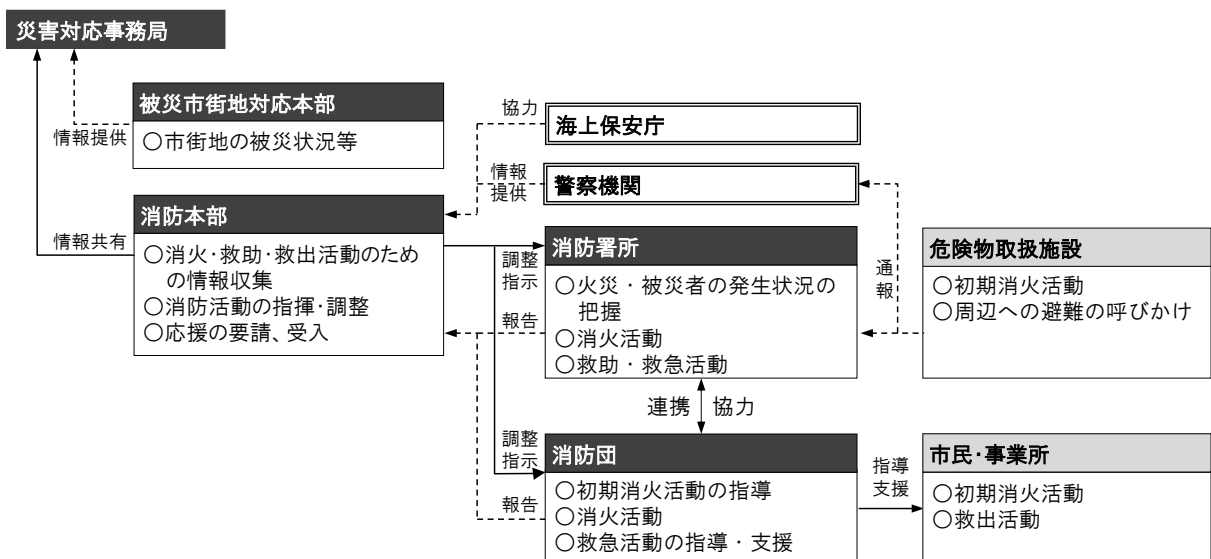 災害対応事務局
被災市街地対応本部
○市街地の被災状況等
情報提供
協力
海上保安庁
情報
提供
警察機関
消防本部
○消火・救助・救出活動のため
の情報収集
○消防活動の指揮・調整
○応援の要請、受入
情報共有
調整
指示
報告
消防署所
○火災・被災者の発生状況の
把握
○消火活動
○救助・救急活動
通
報
危険物取扱施設
○初期消火活動
○周辺への避難の呼びかけ
連携
協力
調整
指示
報告
消防団
○初期消火活動の指導
○消火活動
○救急活動の指導・支援
指導
支援
市民・事業所
○初期消火活動
○救出活動